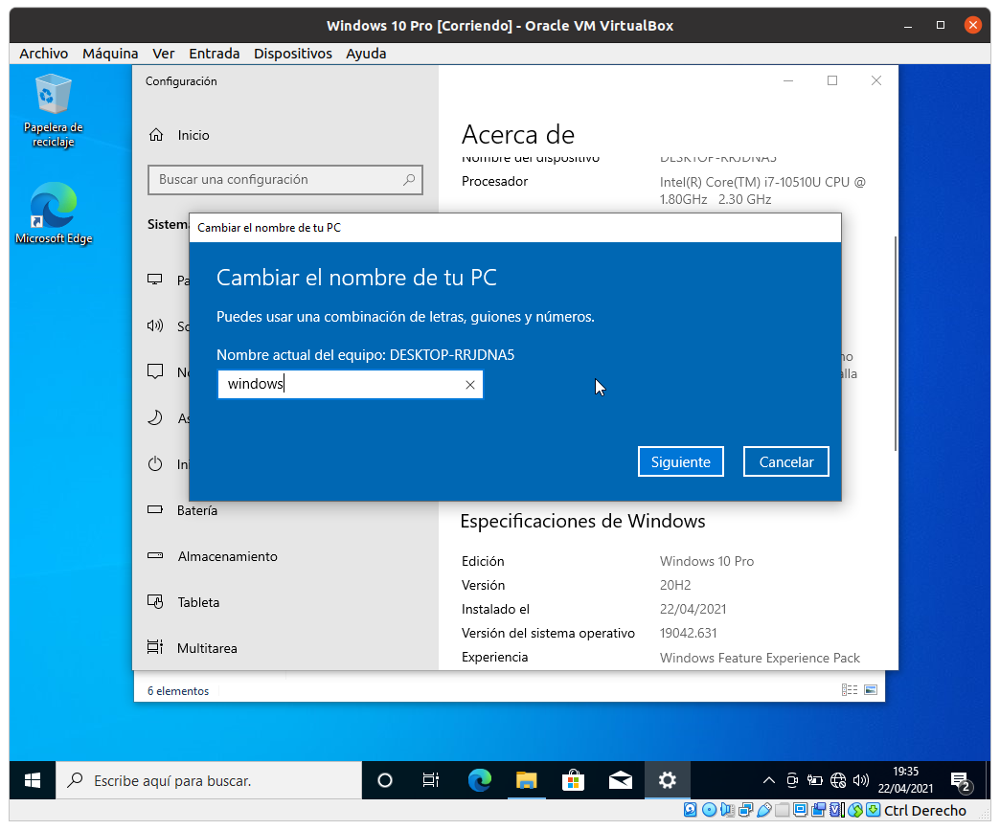 Windows 10 Pro [Corriendo] - Oracle VM VirtualBox
Archivo Máquina Ver Entrada Dispositivos Ayuda
Papelera de
reciclaje
Microsoft Edge
Configuración
Inicio
Buscar una configuración
Sistem
Pa
So
No
As
Ini
Batería
Almacenamiento
Tableta
Multitarea
Acerca de
Nombre del dispositivo DESKTOP-RRJDNA5
Procesador Intel(R) Core(TM) i7-10510U CPU @
1.80GHz 2.30 GHz
Cambiar el nombre de tu PC
Cambiar el nombre de tu PC
Puedes usar una combinación de letras, guiones y números.
Nombre actual del equipo: DESKTOP-RRJDNA5
windows
Siguiente Cancelar
no
alla
Especificaciones de Windows
Edición Windows 10 Pro
Versión 20H2
Instalado el 22/04/2021
Versión del sistema operativo 19042.631
Experiencia Windows Feature Experience Pack
6 elementos
Escribe aquí para buscar.
19:35
22/04/2021
2
Ctrl Derecho